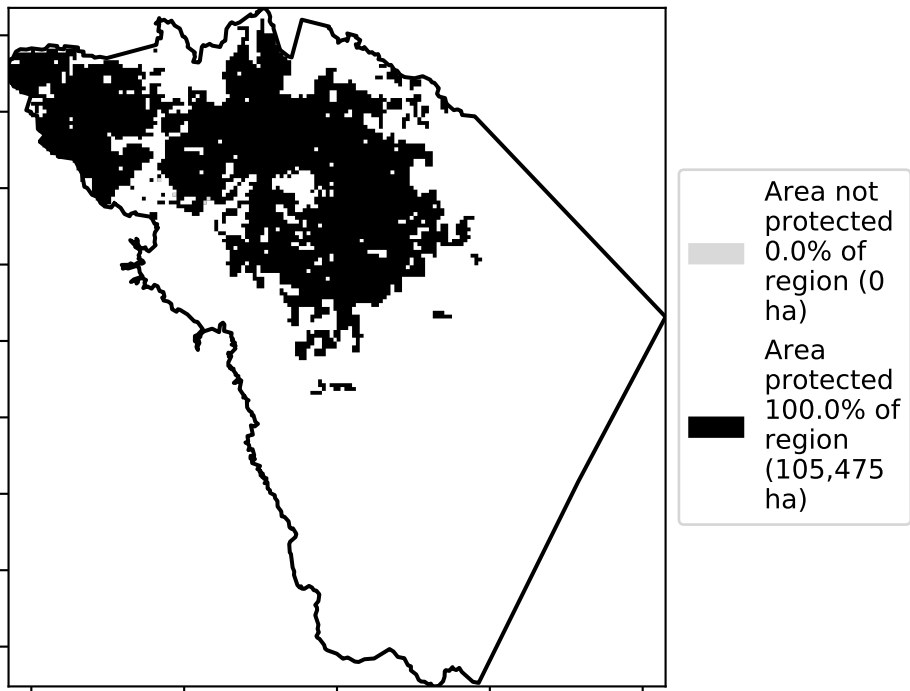 Area not
protected
0.0% of
region (0
ha)
Area
protected
100.0% of
region
(105,475
ha)